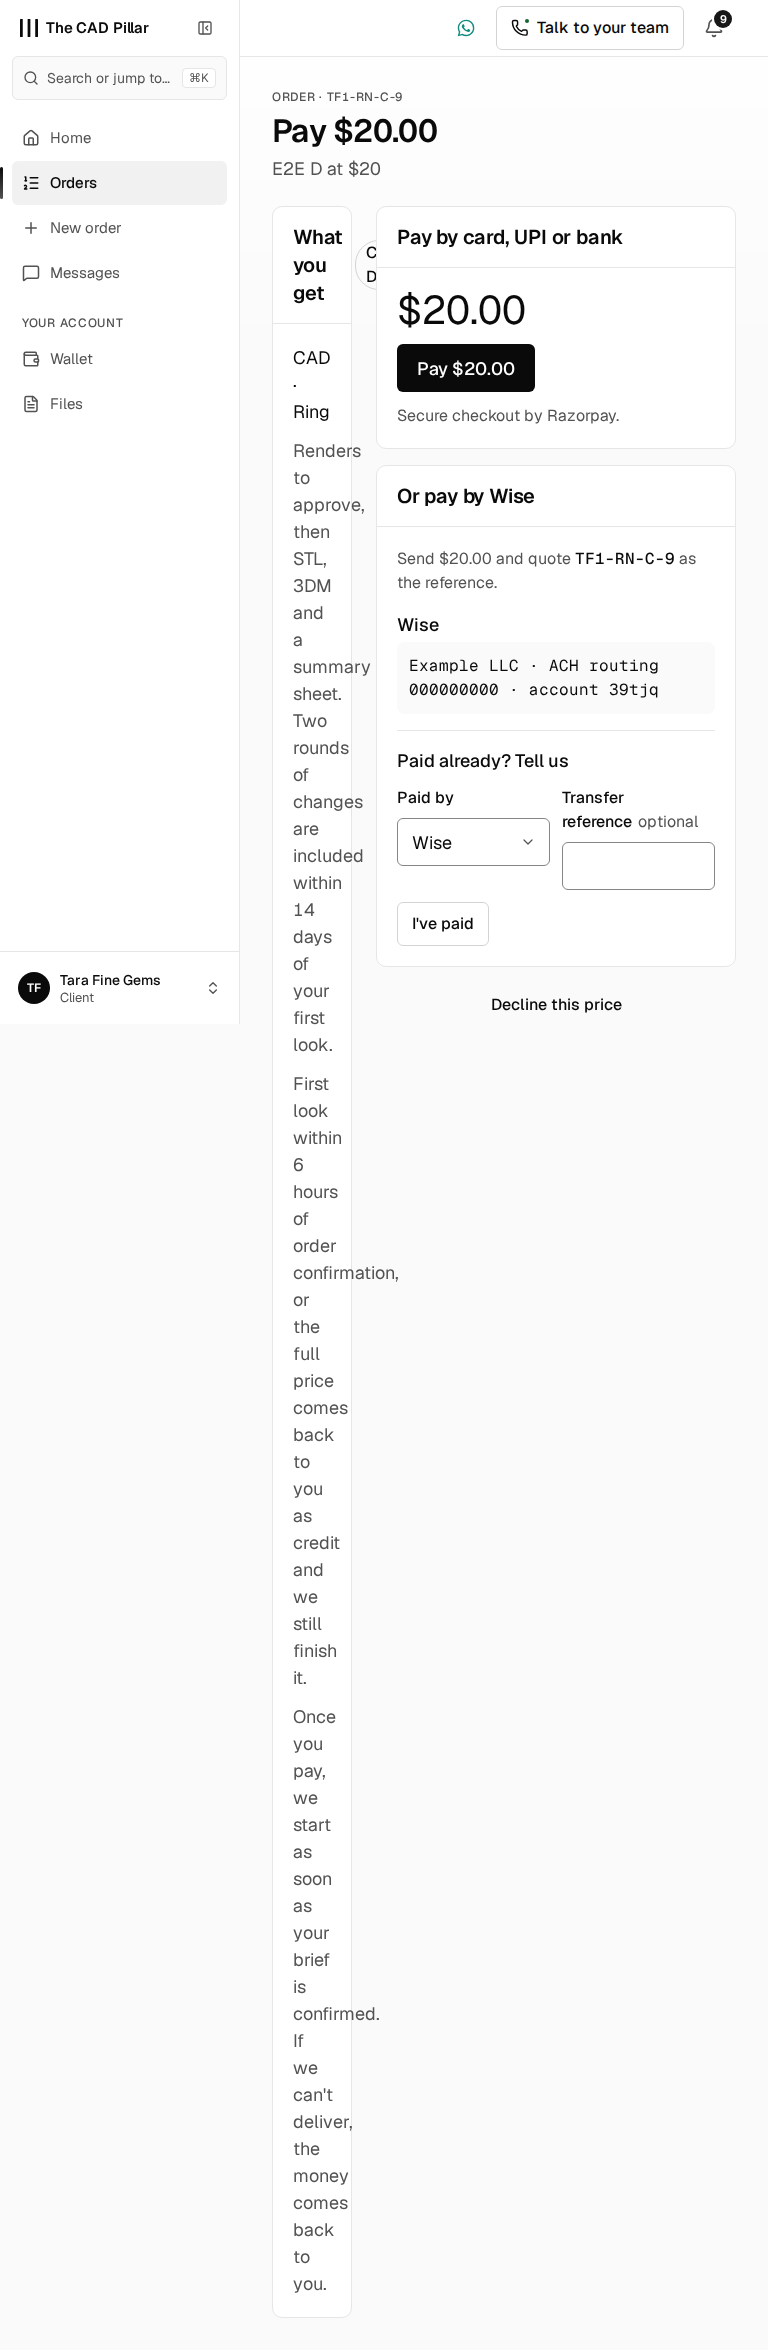 The CAD Pillar
Search or jump to... ⌘K
Home
Orders
New order
Messages
YOUR ACCOUNT
Wallet
Files
TF
Tara Fine Gems
Client
Talk to your team
9
ORDER · TF1-RN-C-9
Pay $20.00
E2E D at $20
What
you
get
C
D
CAD
·
Ring
Renders
to
approve,
then
STL,
3DM
and
a
summary
sheet.
Two
rounds
of
changes
are
included
within
14
days
of
your
first
look.
First
look
within
6
hours
of
order
confirmation,
or
the
full
price
comes
back
to
you
as
credit
and
we
still
finish
it.
Once
you
pay,
we
start
as
soon
as
your
brief
is
confirmed.
If
we
can't
deliver,
the
money
comes
back
to
you.
Pay by card, UPI or bank
$20.00
Pay $20.00
Secure checkout by Razorpay.
Or pay by Wise
Send $20.00 and quote TF1-RN-C-9 as
the reference.
Wise
Example LLC · ACH routing
000000000 · account 39tjq
Paid already? Tell us
Paid by
Wise
Transfer
reference optional
I've paid
Decline this price